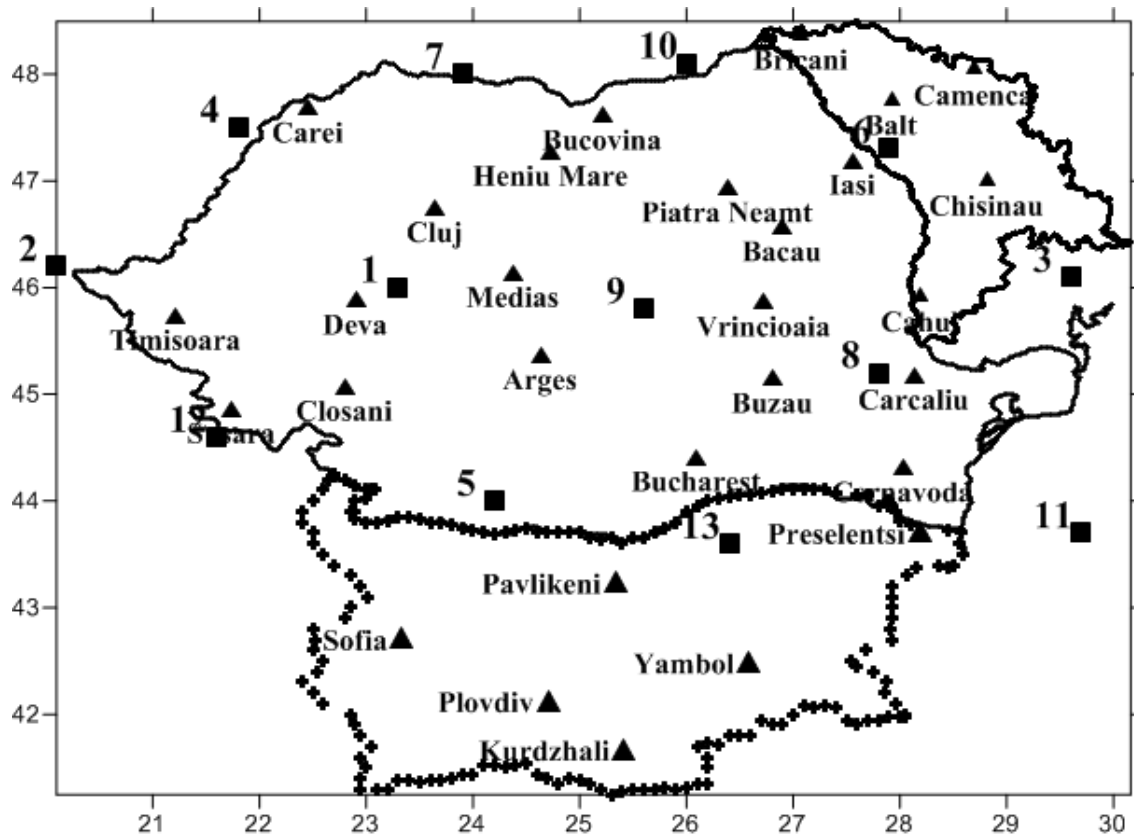 10
7
Bricani
48
Camenca
4
Carei
Bucovina
Balt
6
Heniu Mare
Iasi
47
Piatra Neamt
Chisinau
Cluj
Bacau
2
3
1
46
Medias
9
Deva
Vrincioaia
Cahul
Timisoara
8
Arges
45
Closani
Buzau
Carcaliu
Bucharest
Cernavoda
5
44
11
13
Preselentsi
Pavlikeni
43
Sofia
Yambol
Plovdiv
42
Kurdzhali
21 22 23 24 25 26 27 28 29 30